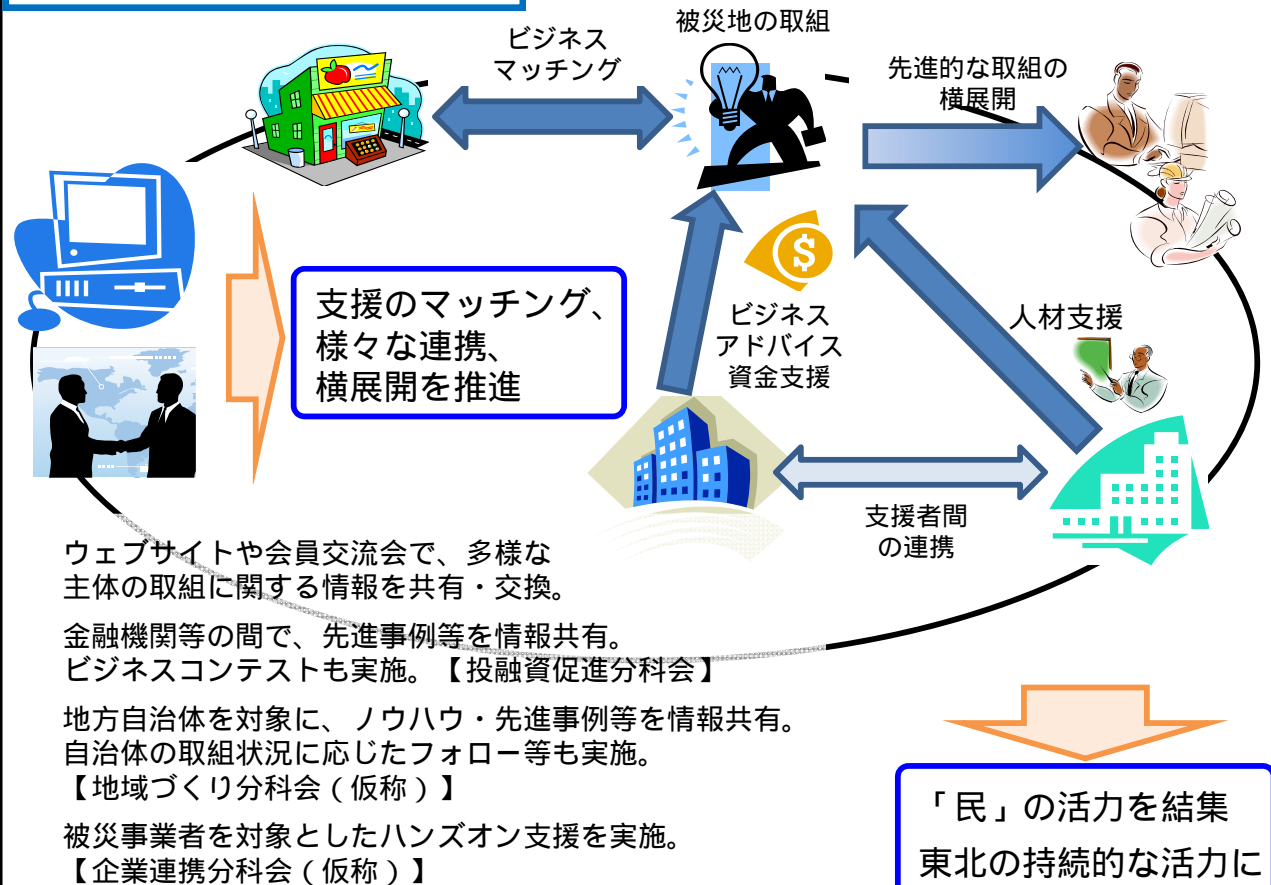 被災地の取組
ビジネス
マッチング
先進的な取組の
横展開
支援のマッチング、
様々な連携、
横展開を推進
ビジネス
アドバイス
資金支援
人材支援
支援者間
の連携
ウェブサイトや会員交流会で、多様な
主体の取組に関する情報を共有・交換。
金融機関等の間で、先進事例等を情報共有。
ビジネスコンテストも実施。【投融資促進分科会】
地方自治体を対象に、ノウハウ・先進事例等を情報共有。
自治体の取組状況に応じたフォロー等も実施。
【地域づくり分科会（仮称）】
被災事業者を対象としたハンズオン支援を実施。
【企業連携分科会（仮称）】
「民」の活力を結集
東北の持続的な活力に